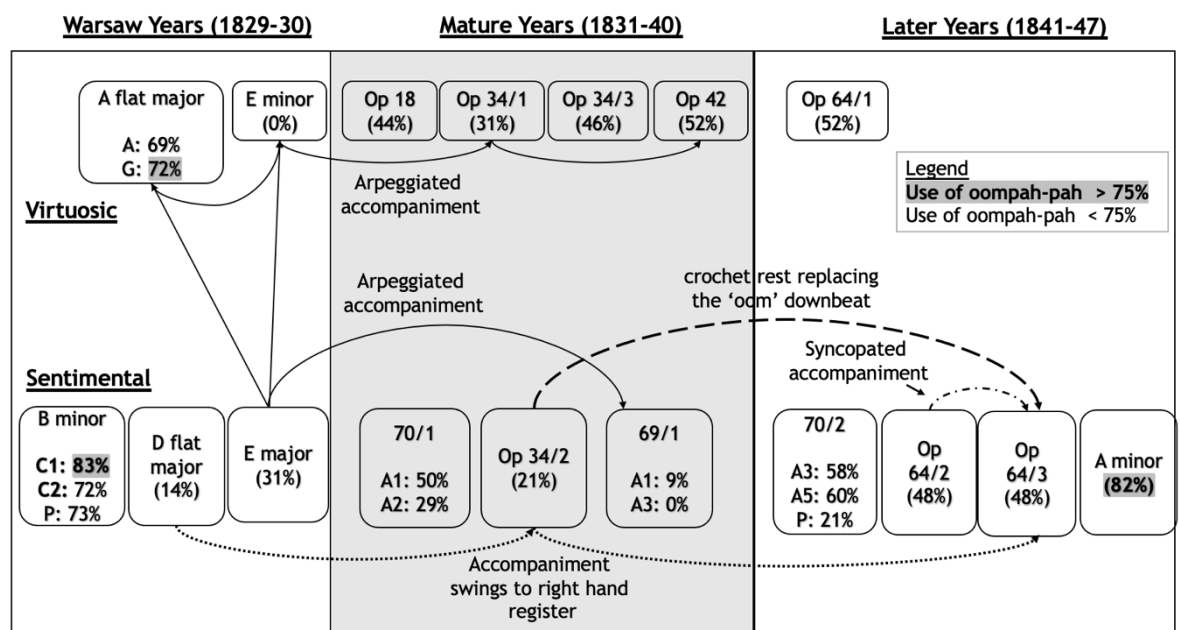 Warsaw Years (1829-30)
Mature Years (1831-40)
Later Years (1841-47)
A flat major
A: 69%
G: 72%
E minor
(0%)
Op 18
(44%)
Op 34/1
(31%)
Op 34/3
(46%)
Op 42
(52%)
Op 64/1
(52%)
Legend
Use of oompah-pah > 75%
Use of oompah-pah < 75%
Virtuosic
Arpeggiated
accompaniment
Arpeggiated
accompaniment
crochet rest replacing
the ‘oom’ downbeat
Syncopated
accompaniment
Sentimental
B minor
C1: 83%
C2: 72%
P: 73%
D flat
major
(14%)
E major
(31%)
70/1
A1: 50%
A2: 29%
Op 34/2
(21%)
69/1
A1: 9%
A3: 0%
70/2
A3: 58%
A5: 60%
P: 21%
Op
64/2
(48%)
Op
64/3
(48%)
A minor
(82%)
Accompaniment
swings to right hand
register